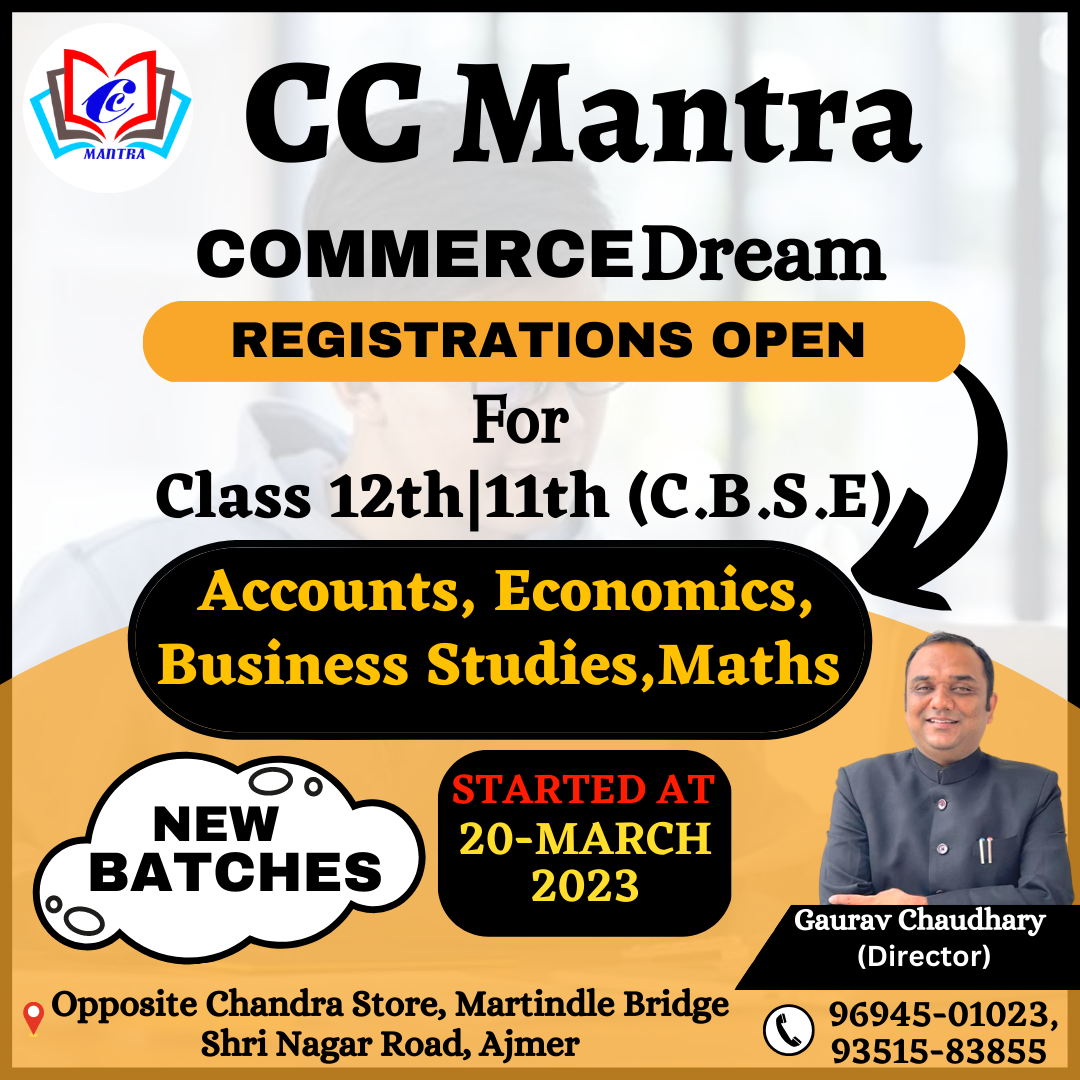 CC
MANTRA
CC Mantra
COMMERCE Dream
REGISTRATIONS OPEN
For
Class 12th|11th (C.B.S.E)
Accounts, Economics,
Business Studies,Maths
NEW
BATCHES
STARTED AT
20-MARCH
2023
Gaurav Chaudhary
(Director)
Opposite Chandra Store, Martindle Bridge
Shri Nagar Road, Ajmer
96945-01023,
93515-83855